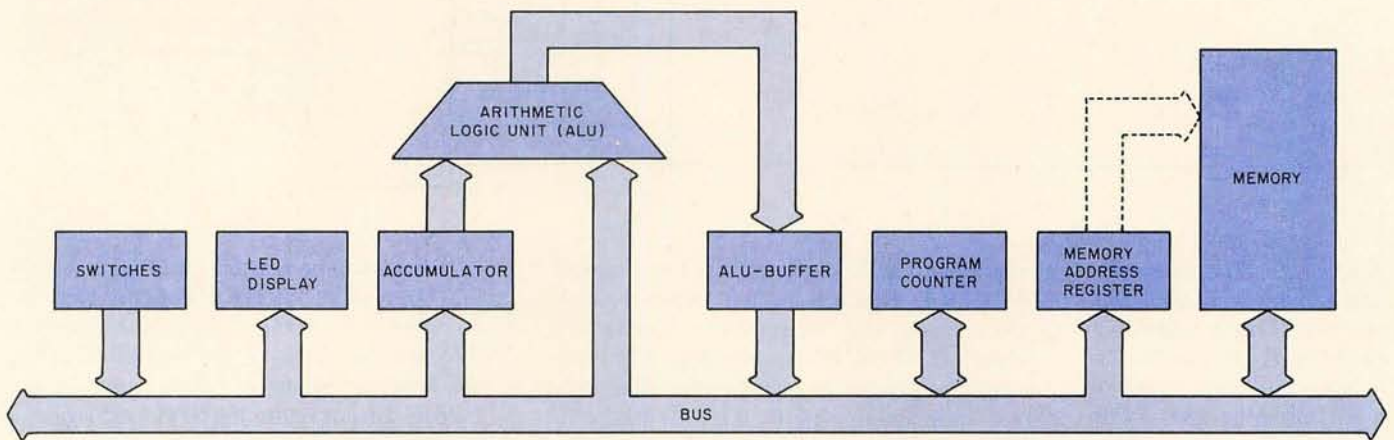 ARITHMETIC
LOGIC UNIT (ALU)
MEMORY
SWITCHES
LED
DISPLAY
ACCUMULATOR
ALU-BUFFER
PROGRAM
COUNTER
MEMORY
ADDRESS
REGISTER
BUS